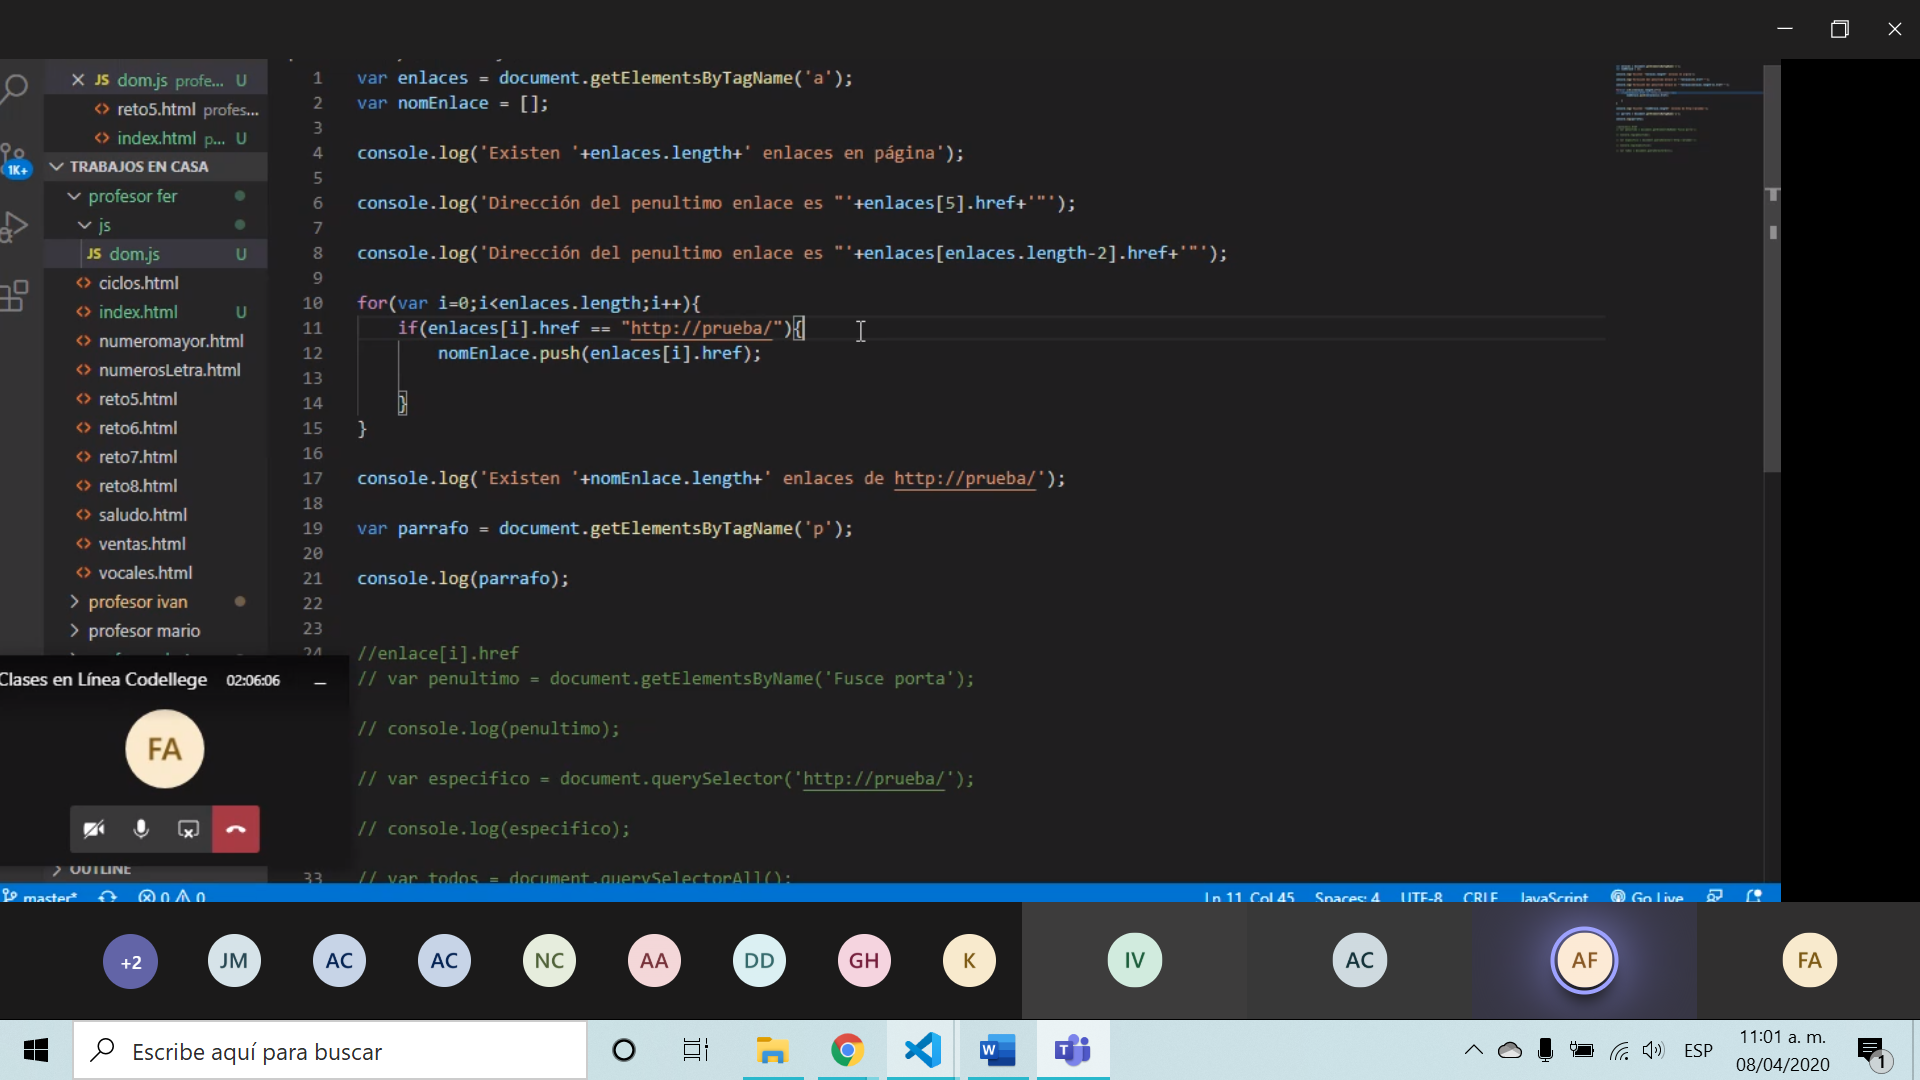 JS dom.js profe... U
<> reto5.html profes...
<> index.html p... U
TRABAJOS EN CASA
profesor fer
js
JS dom.js U
<> ciclos.html
<> index.html U
<> numeromayor.html
<> numerosLetra.html
<> reto5.html
<> reto6.html
<> reto7.html
<> reto8.html
<> saludo.html
<> ventas.html
<> vocales.html
profesor ivan
profesor mario
1K+
OUTLINE
1 var enlaces = document.getElementsByTagName('a');
2 var nomEnlace = [];
3
4 console.log('Existen '+enlaces.length+' enlaces en página');
5
6 console.log('Dirección del penultimo enlace es "'+enlaces[5].href+'"');
7
8 console.log('Dirección del penultimo enlace es "'+enlaces[enlaces.length-2].href+'"');
9
10 for(var i=0;i<enlaces.length;i++){
11 if(enlaces[i].href == "http://prueba/"){
12 nomEnlace.push(enlaces[i].href);
13
14 }
15 }
16
17 console.log('Existen '+nomEnlace.length+' enlaces de http://prueba/');
18
19 var parrafo = document.getElementsByTagName('p');
20
21 console.log(parrafo);
22
23
24 //enlace[i].href
// var penultimo = document.getElementsByName('Fusce porta');
// console.log(penultimo);
// var especifico = document.querySelector('http://prueba/');
// console.log(especifico);
33 // var todos = document.querySelectorAll();
Clases en Línea Codellege 02:06:06
FA
master* 0 0 Ln 11, Col 45 Spaces: 4 UTF-8 CRLF JavaScript Go Live
+2 JM AC AC NC AA DD GH K IV AC AF FA
Escribe aquí para buscar
ESP
11:01 a. m.
08/04/2020
1